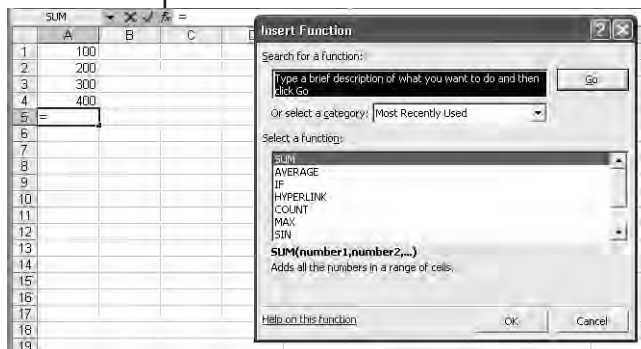 SUM fx =
A B C
1 100
2 200
3 300
4 400
5 =
6
7
8
9
10
11
12
13
14
15
16
17
18
19
Insert Function
Search for a function:
Type a brief description of what you want to do and then
click Go
Go
Or select a category: Most Recently Used
Select a function:
SUM
AVERAGE
IF
HYPERLINK
COUNT
MAX
SIN
SUM(number1,number2,...)
Adds all the numbers in a range of cells.
Help on this function
OK
Cancel